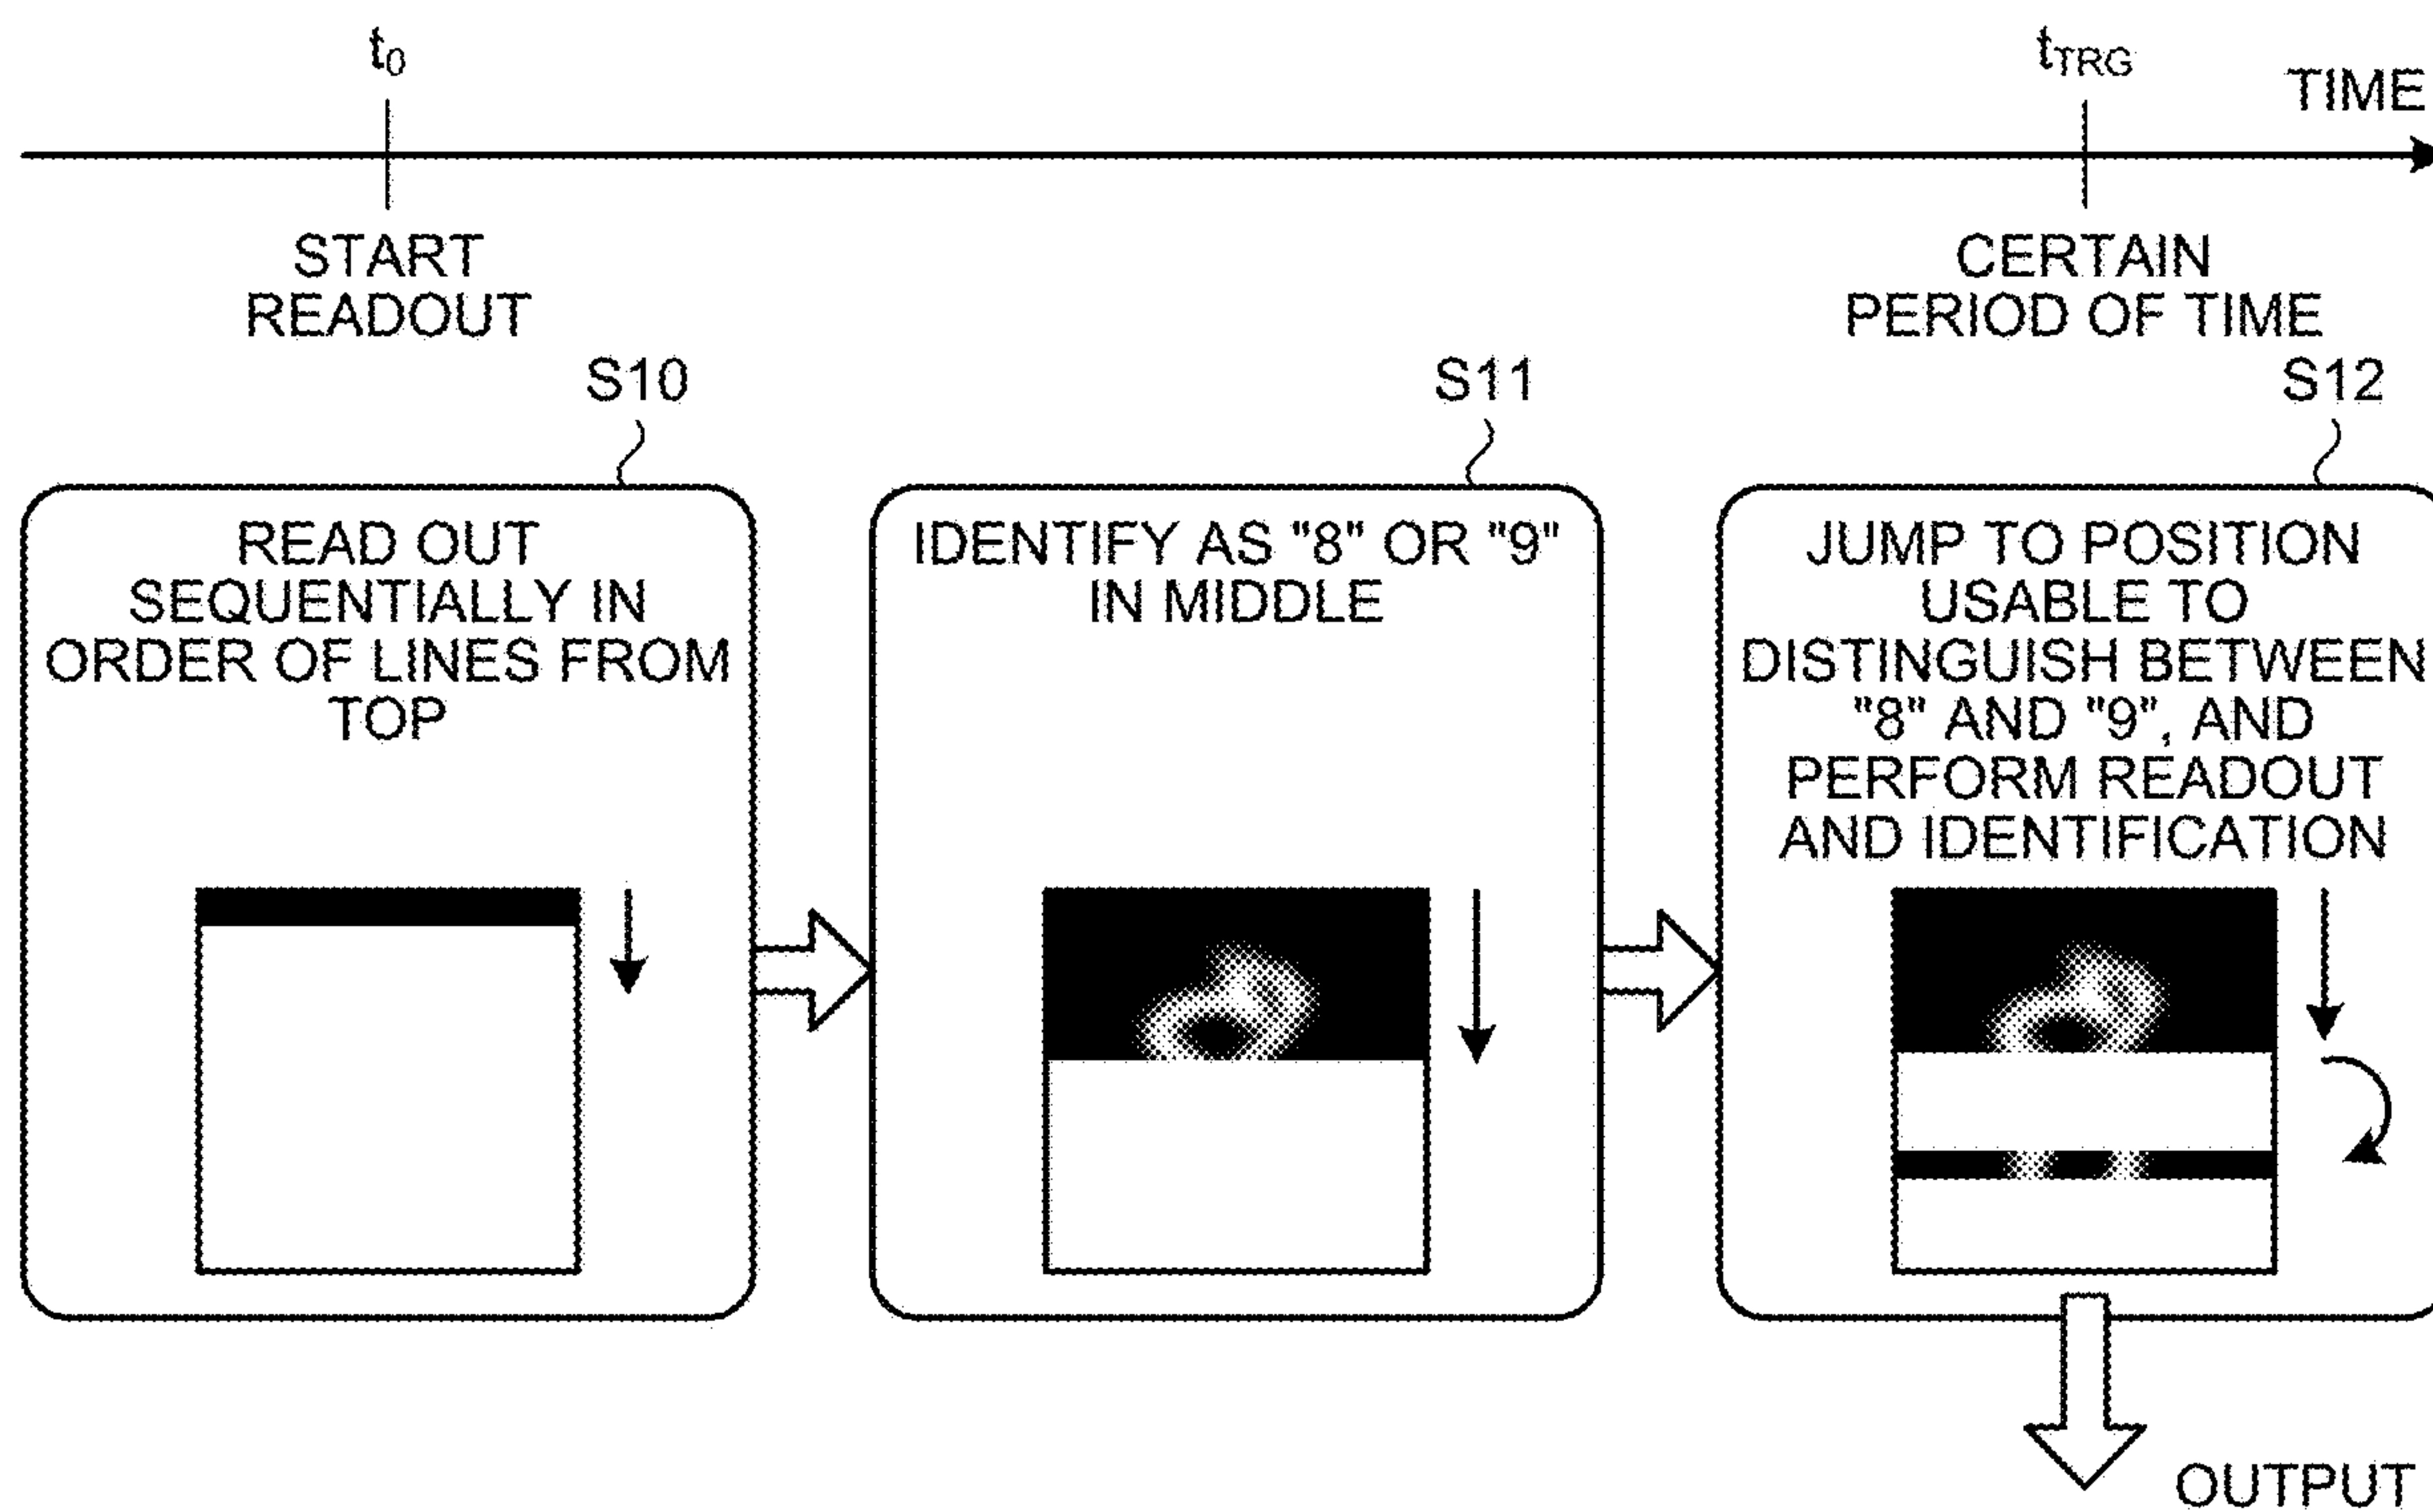 t0
tTRG
TIME
START
READOUT
CERTAIN
PERIOD OF TIME
S10
S11
S12
READ OUT
SEQUENTIALLY IN
ORDER OF LINES FROM
TOP
IDENTIFY AS "8" OR "9"
IN MIDDLE
JUMP TO POSITION
USABLE TO
DISTINGUISH BETWEEN
"8" AND "9", AND
PERFORM READOUT
AND IDENTIFICATION
OUTPUT